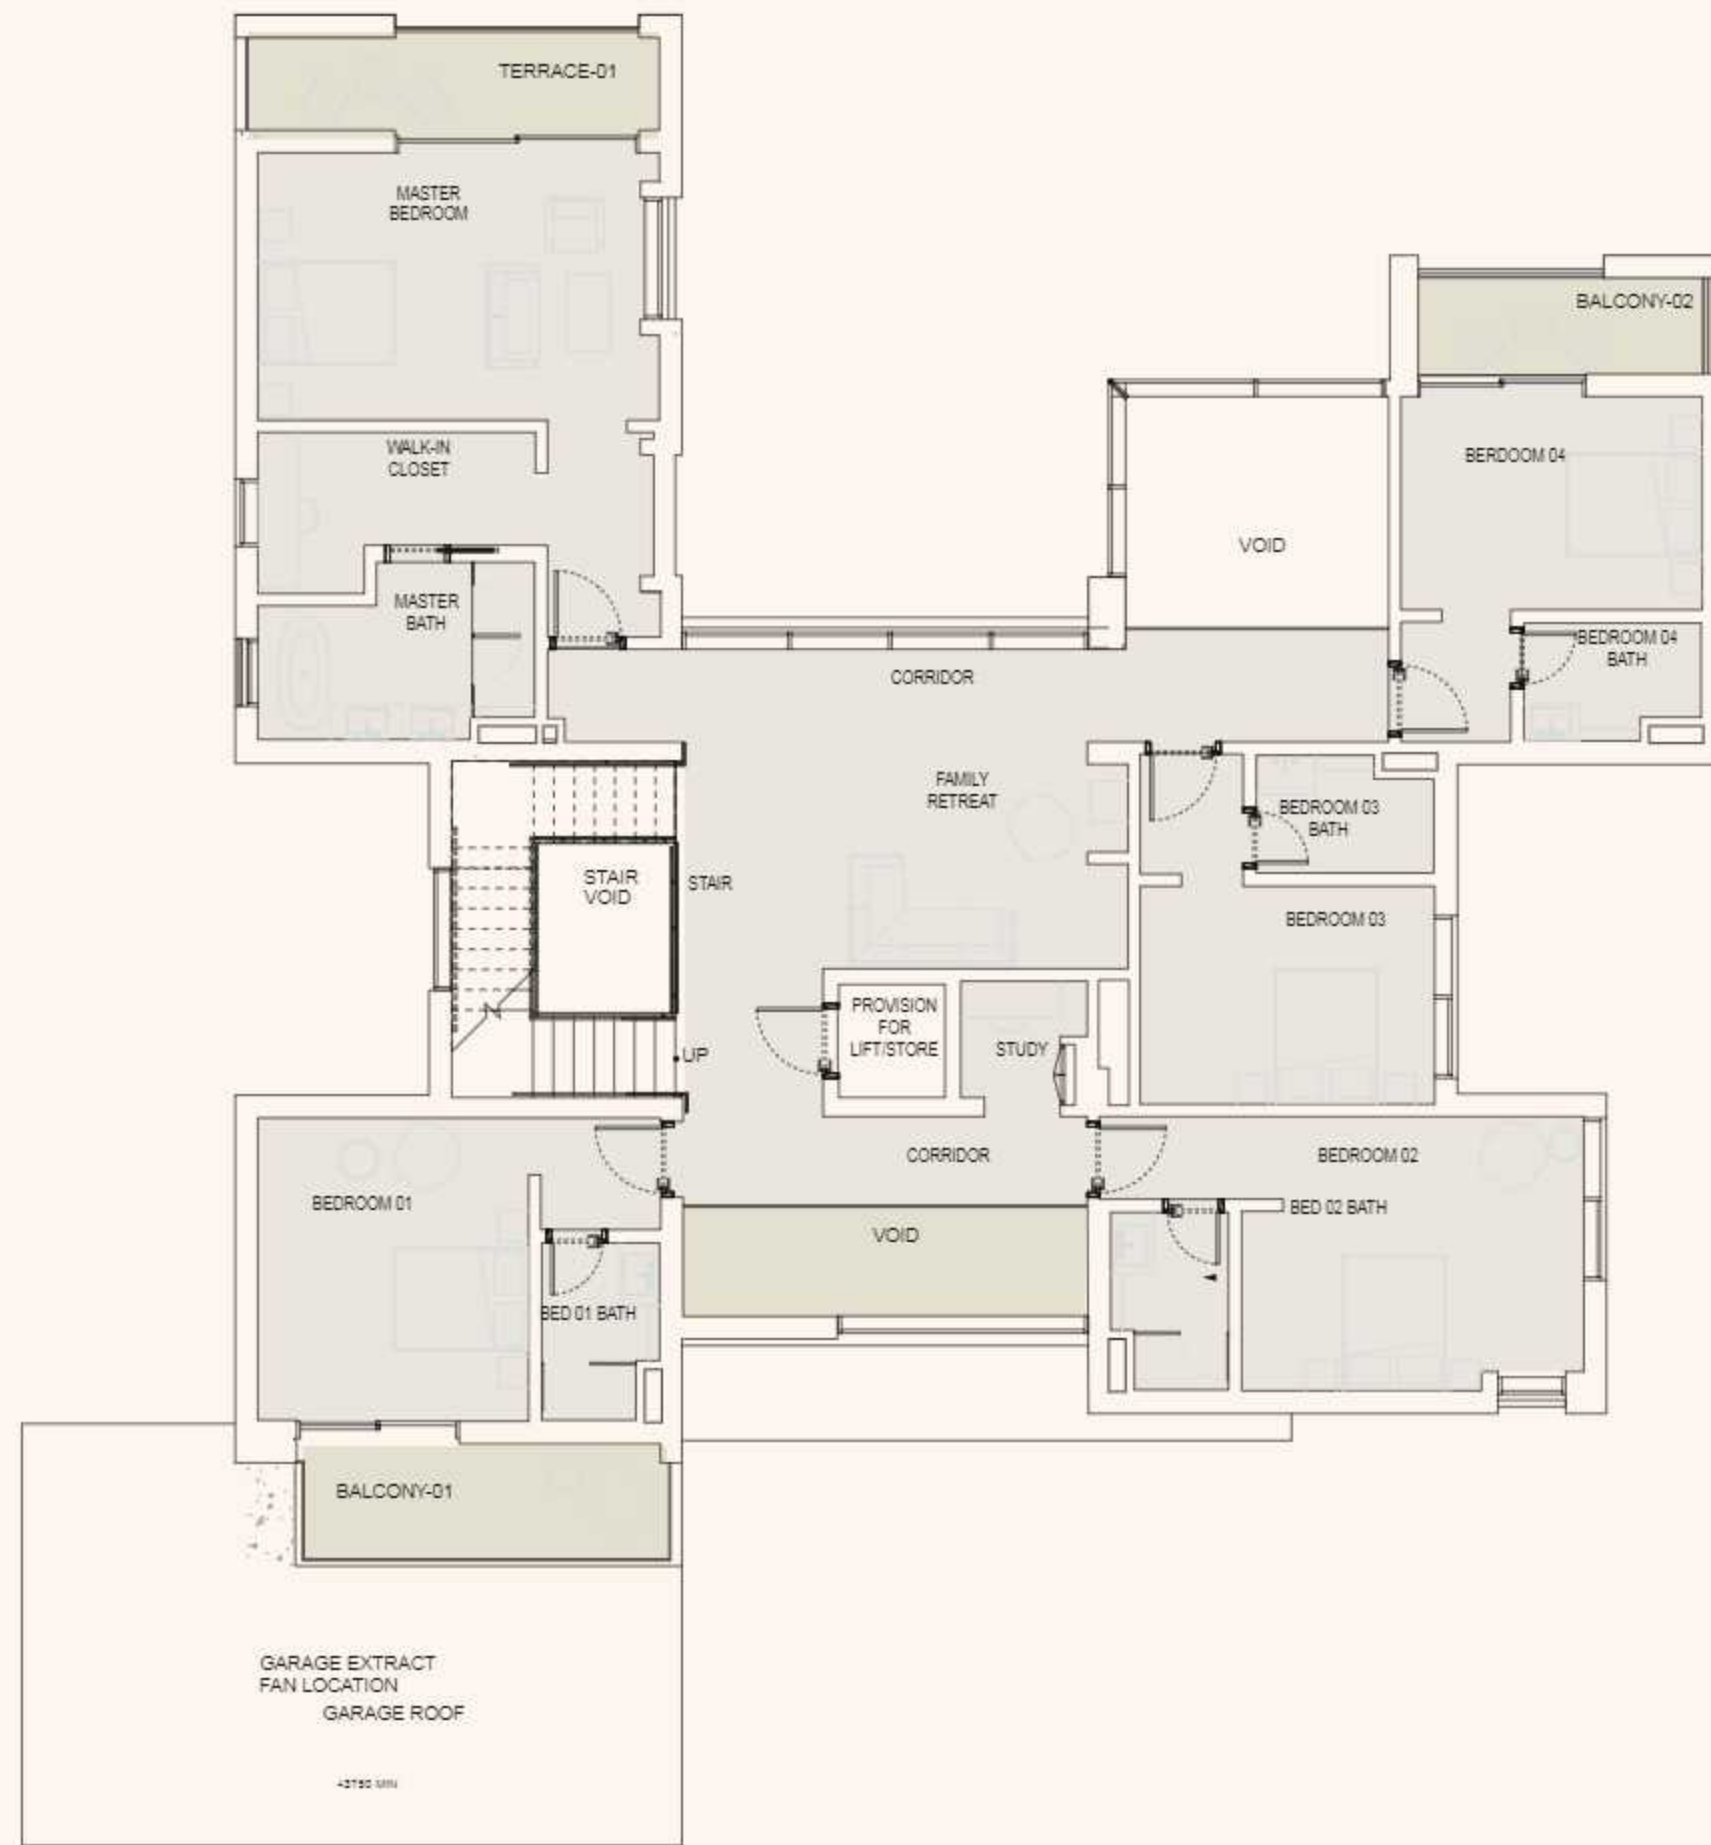 TERRACE-01
MASTER
BEDROOM
BALCONY-02
WALK-IN
CLOSET
BERDOOM 04
VOID
MASTER
BATH
BEDROOM 04
BATH
CORRIDOR
FAMILY
RETREAT
BEDROOM 03
BATH
STAIR
VOID
STAIR
BEDROOM 03
PROVISION
FOR
LIFT/STORE
STUDY
UP
CORRIDOR
BEDROOM 02
BEDROOM 01
BED 02 BATH
VOID
BED 01 BATH
BALCONY-01
GARAGE EXTRACT
FAN LOCATION
GARAGE ROOF
MIN